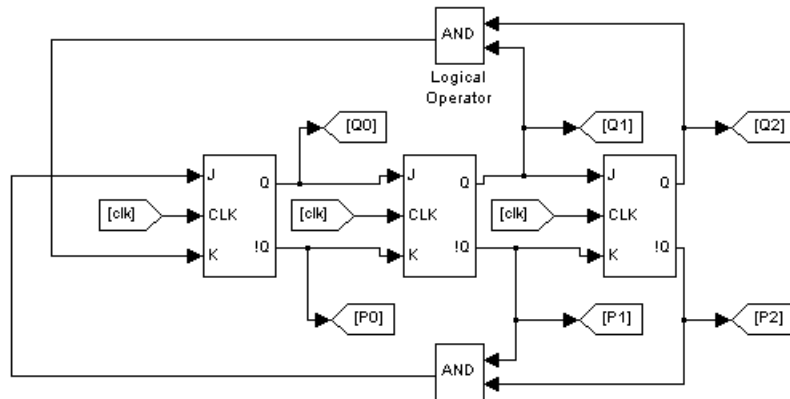 AND
Logical
Operator
[Q0]
[Q1]
[Q2]
J
Q
J
Q
J
Q
[clk]
CLK
[clk]
CLK
[clk]
CLK
K
!Q
K
!Q
K
!Q
[P0]
[P1]
[P2]
AND